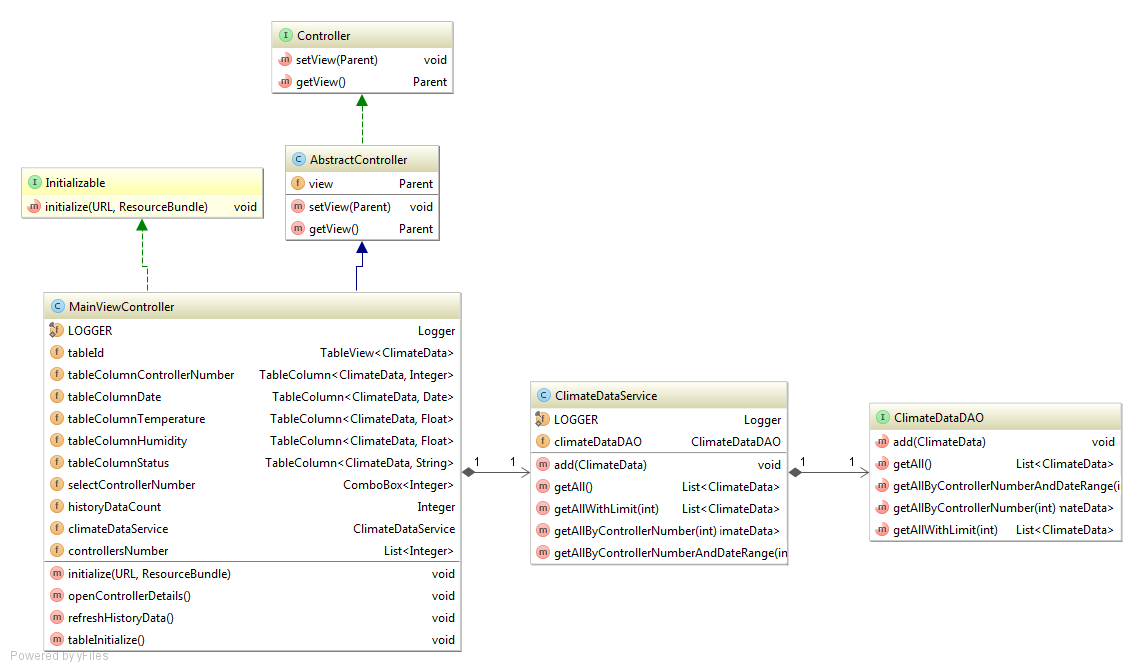 Controller
setView(Parent) void
getView() Parent
AbstractController
view Parent
setView(Parent) void
getView() Parent
Initializable
initialize(URL, ResourceBundle) void
MainViewController
LOGGER Logger
tableId TableView<ClimateData>
tableColumnControllerNumber TableColumn<ClimateData, Integer>
tableColumnDate TableColumn<ClimateData, Date>
tableColumnTemperature TableColumn<ClimateData, Float>
tableColumnHumidity TableColumn<ClimateData, Float>
tableColumnStatus TableColumn<ClimateData, String>
selectControllerNumber ComboBox<Integer>
historyDataCount Integer
climateDataService ClimateDataService
controllersNumber List<Integer>
initialize(URL, ResourceBundle) void
openControllerDetails() void
refreshHistoryData() void
tableInitialize() void
1 1
ClimateDataService
LOGGER Logger
climateDataDAO ClimateDataDAO
add(ClimateData) void
getAll() List<ClimateData>
getAllWithLimit(int) List<ClimateData>
getAllByControllerNumber(int) imateData>
getAllByControllerNumberAndDateRange(in
1 1
ClimateDataDAO
add(ClimateData) void
getAll() List<ClimateData>
getAllByControllerNumberAndDateRange(i
getAllByControllerNumber(int) mateData>
getAllWithLimit(int) List<ClimateData>
Powered by yFiles